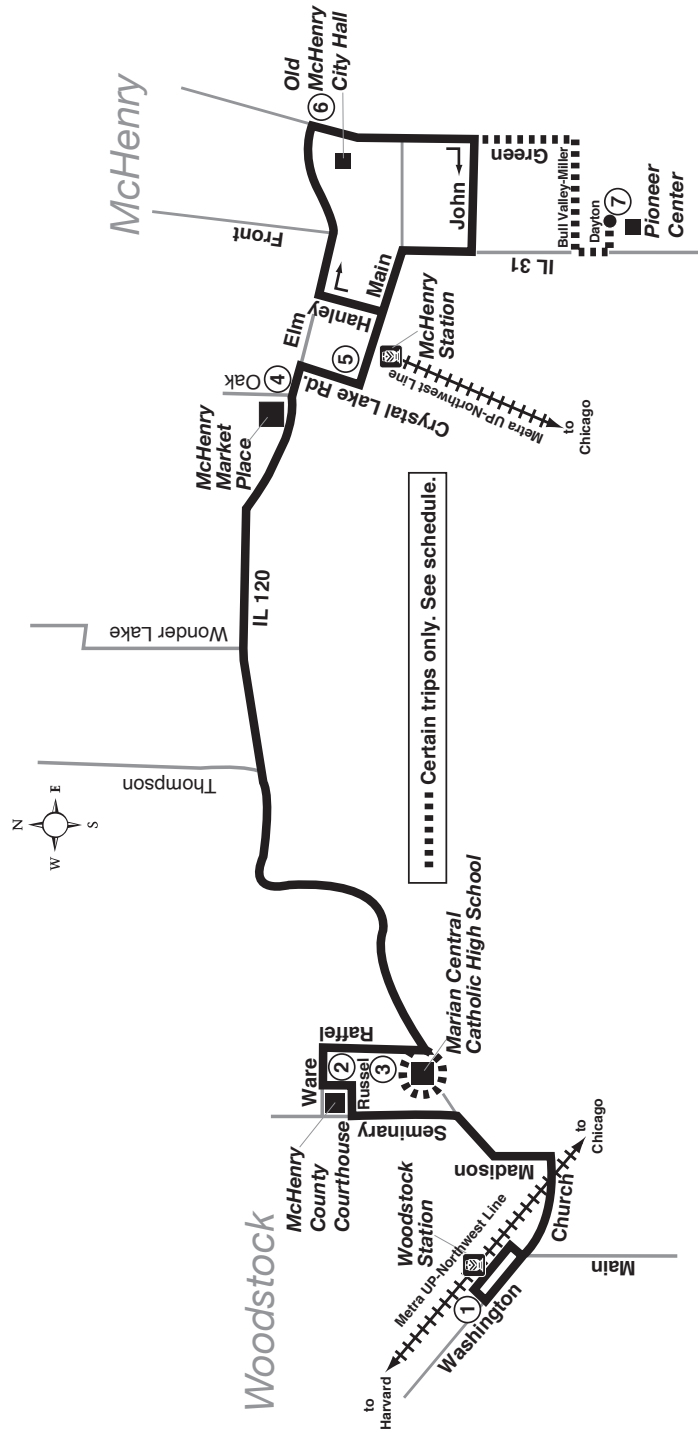 Woodstock
McHenry
N
W
E
S
to
Harvard
Washington
1
Metra UP-Northwest Line
Woodstock
Station
Main
Church
to
Chicago
Madison
Seminary
McHenry
County
Courthouse
Ware
2
Russel
3
Raffel
Marian Central
Catholic High School
Thompson
Wonder Lake
IL 120
Certain trips only. See schedule.
McHenry
Market
Place
Oak
4
Elm
Crystal Lake Rd.
5
Hanley
Main
McHenry
Station
Metra UP-Northwest Line
to
Chicago
Front
Old
McHenry
City Hall
6
John
Green
IL 31
Bull Valley-Miller
Dayton
7
Pioneer
Center